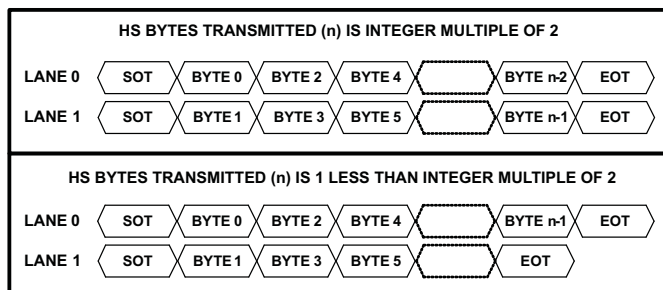 HS BYTES TRANSMITTED (n) IS INTEGER MULTIPLE OF 2
LANE 0 SOT BYTE 0 BYTE 2 BYTE 4 BYTE n-2 EOT
LANE 1 SOT BYTE 1 BYTE 3 BYTE 5 BYTE n-1 EOT
HS BYTES TRANSMITTED (n) IS 1 LESS THAN INTEGER MULTIPLE OF 2
LANE 0 SOT BYTE 0 BYTE 2 BYTE 4 BYTE n-1 EOT
LANE 1 SOT BYTE 1 BYTE 3 BYTE 5 EOT